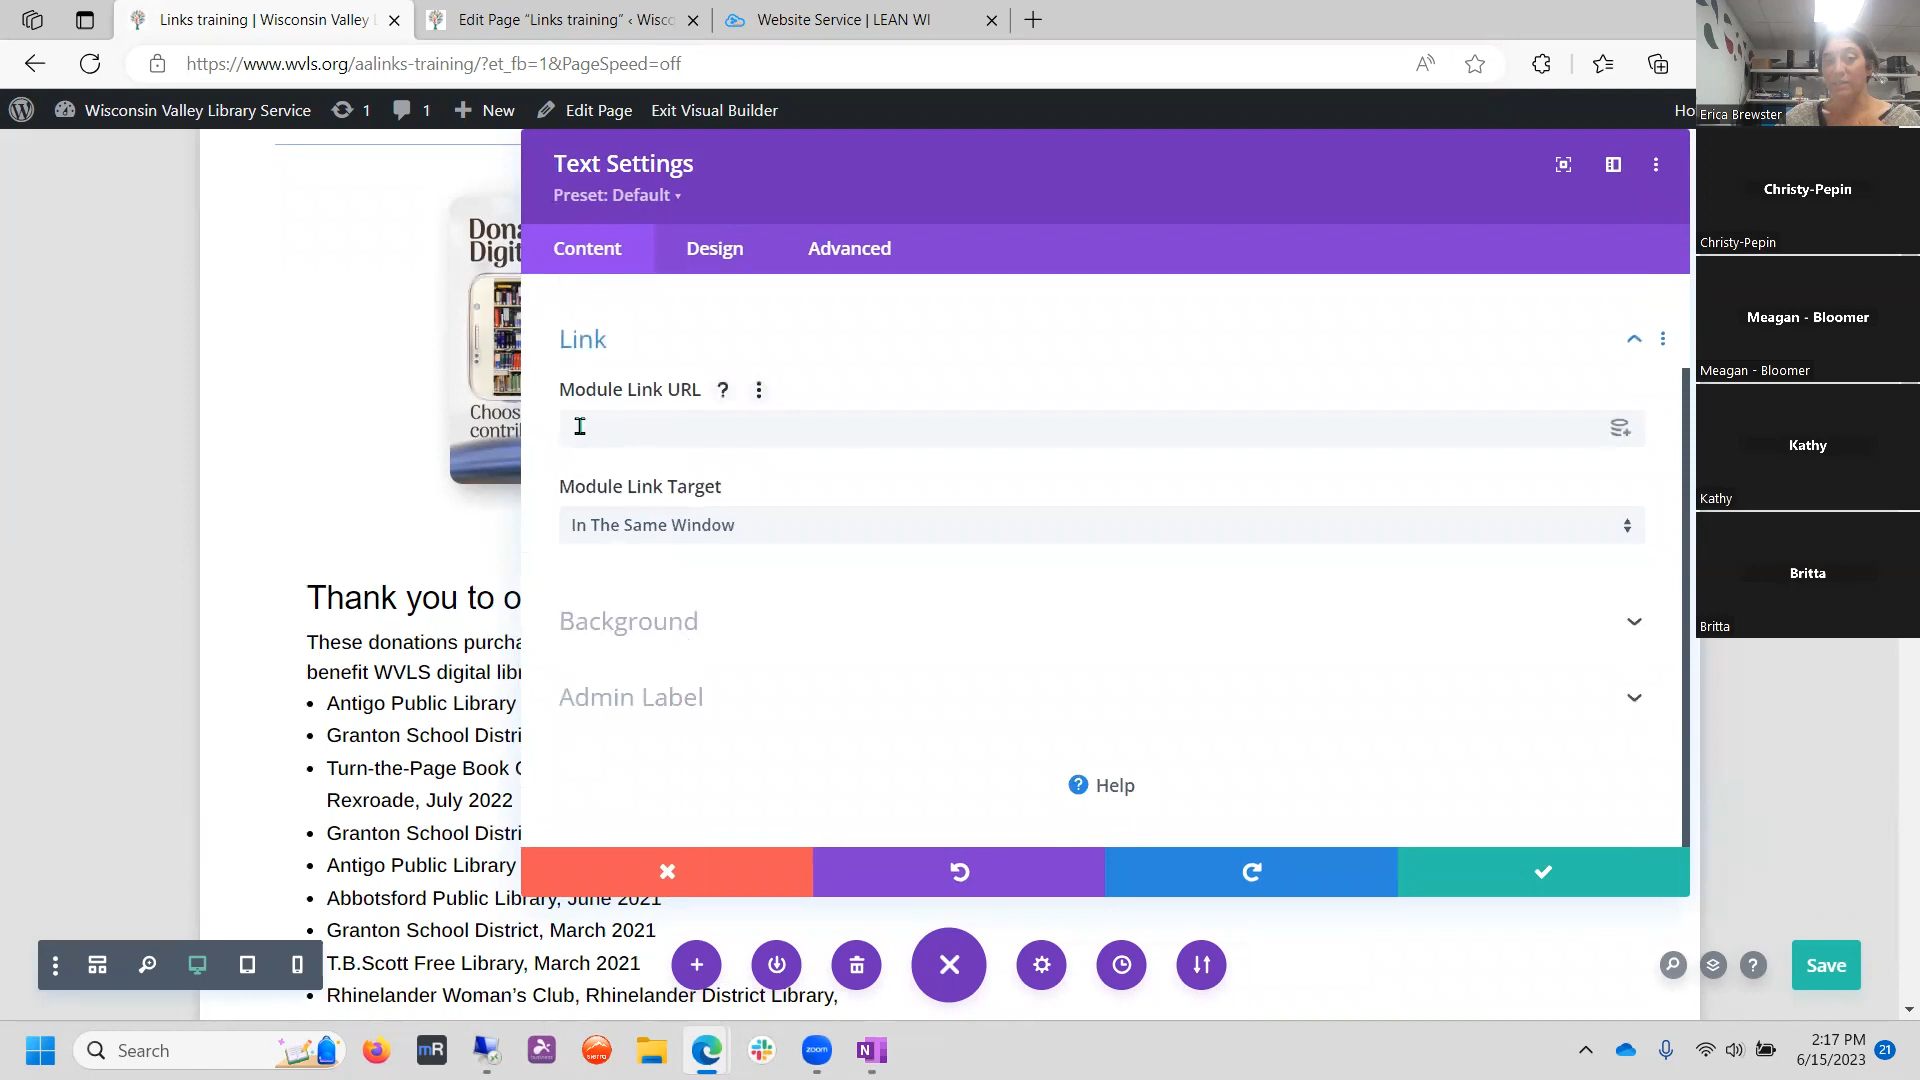 Links training | Wisconsin Valley L
Edit Page “Links training” ‹ Wisco
Website Service | LEAN WI
https://www.wvls.org/aalinks-training/?et_fb=1&PageSpeed=off
Wisconsin Valley Library Service 1 1 New Edit Page Exit Visual Builder Ho
Erica Brewster
Text Settings
Preset: Default
Content Design Advanced
Link
Module Link URL ?
Module Link Target
In The Same Window
Background
Admin Label
Help
Dona
Digit
Choos
contrib
Thank you to o
These donations purcha
benefit WVLS digital libr
• Antigo Public Library
• Granton School Distri
• Turn-the-Page Book C
Rexroade, July 2022
• Granton School Distri
• Antigo Public Library
• Abbotsford Public Library, June 2021
• Granton School District, March 2021
T.B.Scott Free Library, March 2021
• Rhinelander Woman’s Club, Rhinelander District Library,
Save
Christy-Pepin
Christy-Pepin
Meagan - Bloomer
Meagan - Bloomer
Kathy
Kathy
Britta
Britta
Search
mR
sierra
zoom
N
2:17 PM
6/15/2023
21